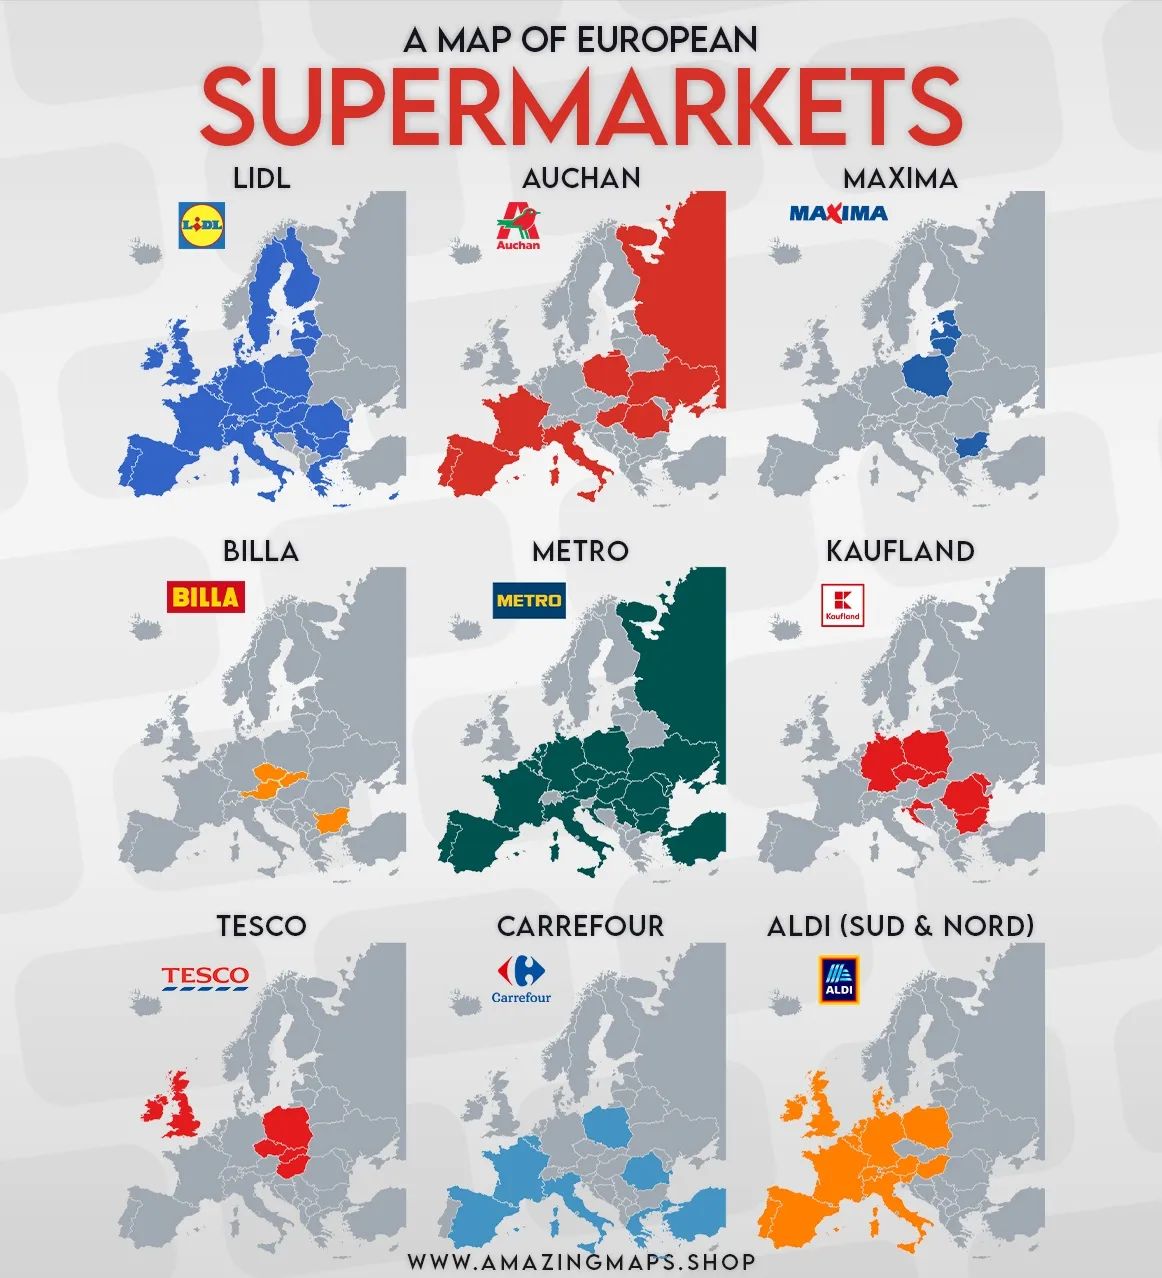 A MAP OF EUROPEAN
SUPERMARKETS
LIDL
AUCHAN
MAXIMA
LiDL
A
Auchan
MAXIMA
BILLA
METRO
KAUFLAND
BILLA
METRO
K
Kaufland
TESCO
CARREFOUR
ALDI (SUD & NORD)
TESCO
Carrefour
ALDI
WWW.AMAZINGMAPS.SHOP